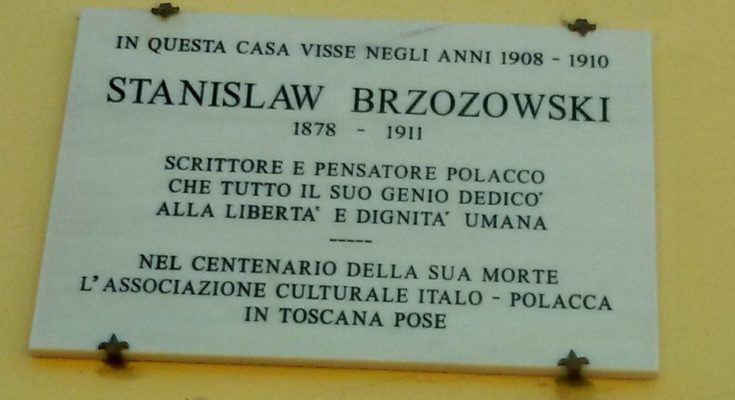 IN QUESTA CASA VISSE NEGLI ANNI 1908 - 1910
STANISLAW BRZOZOWSKI
1878 - 1911
SCRITTORE E PENSATORE POLACCO
CHE TUTTO IL SUO GENIO DEDICO'
ALLA LIBERTA' E DIGNITA' UMANA
-----
NEL CENTENARIO DELLA SUA MORTE
L'ASSOCIAZIONE CULTURALE ITALO - POLACCA
IN TOSCANA POSE